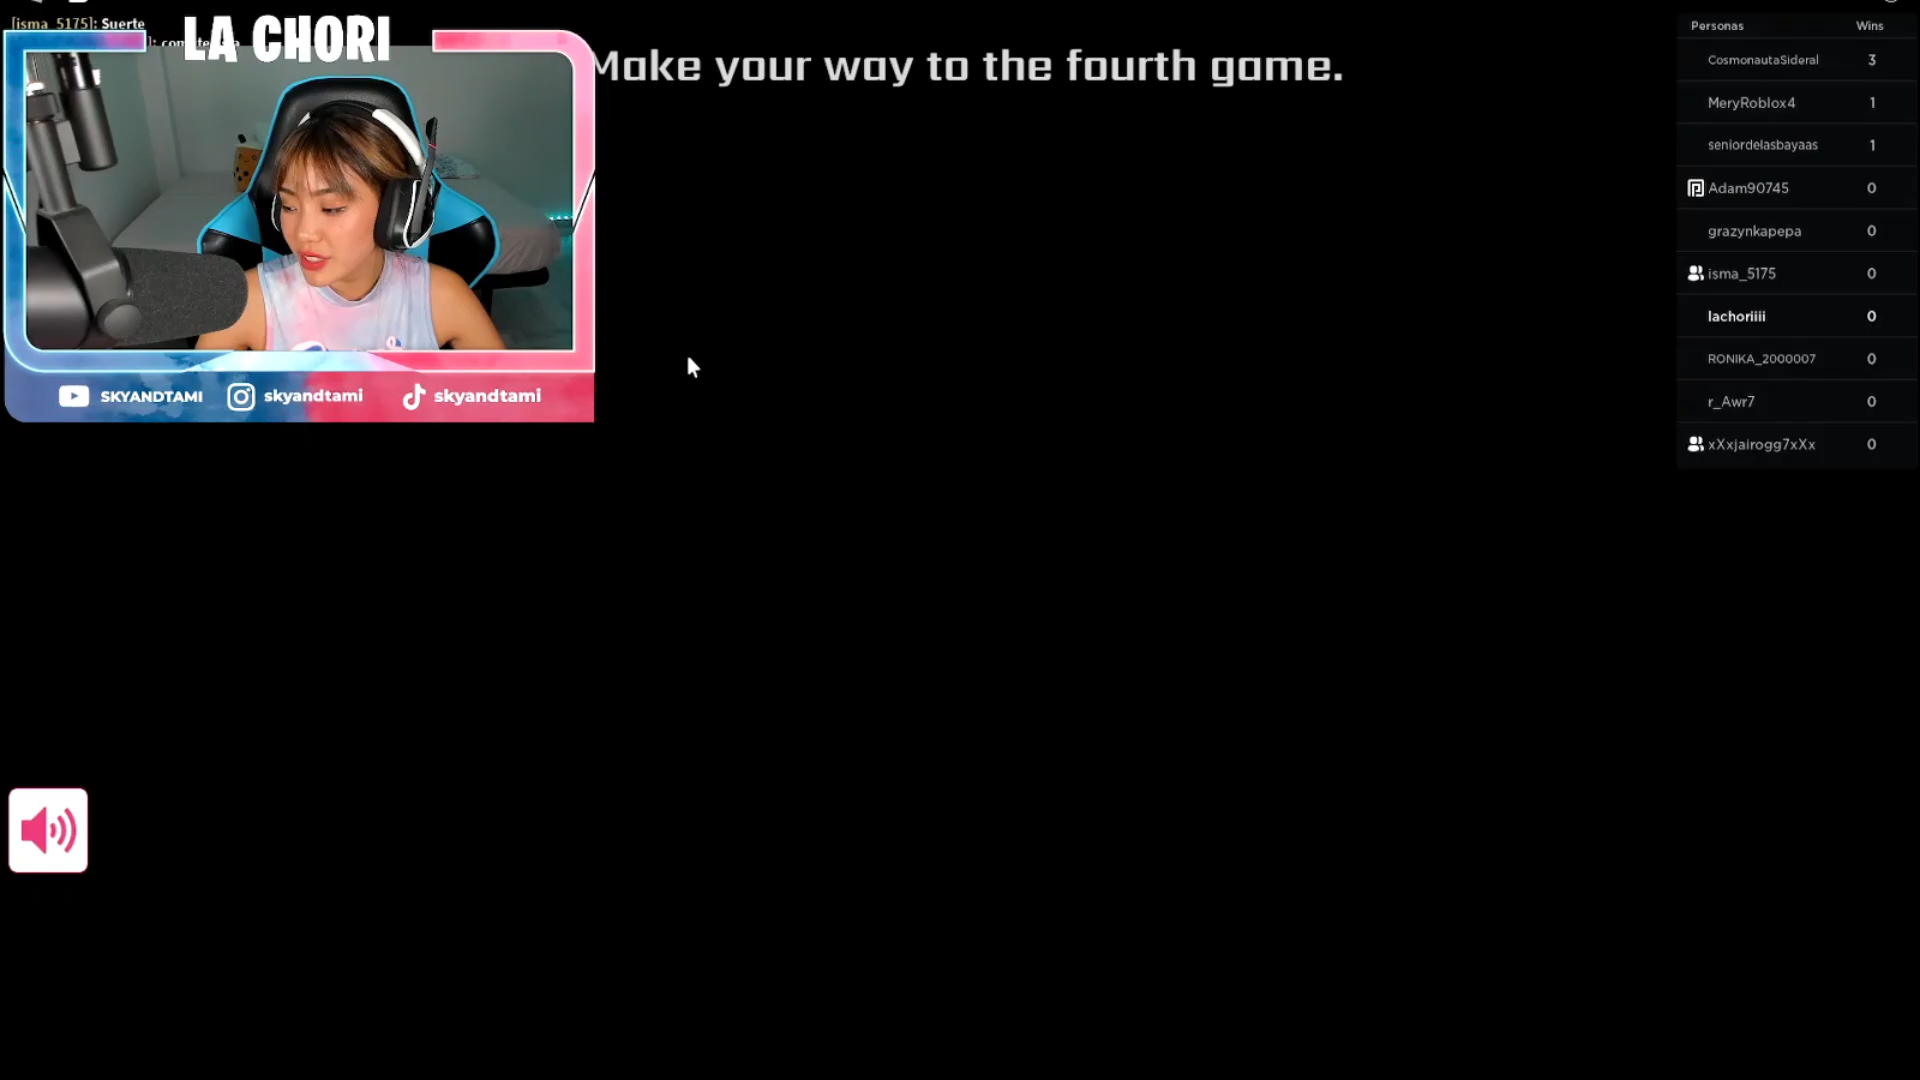 [isma_5175]: Suerte
LA CHORI
Make your way to the fourth game.
SKYANDTAMI skyandtami skyandtami
Personas Wins
CosmonautaSideral 3
MeryRoblox4 1
seniordelasbayaas 1
Adam90745 0
grazynkapepa 0
isma_5175 0
lachoriiii 0
RONIKA_2000007 0
r_Awr7 0
xXxjairogg7xXx 0